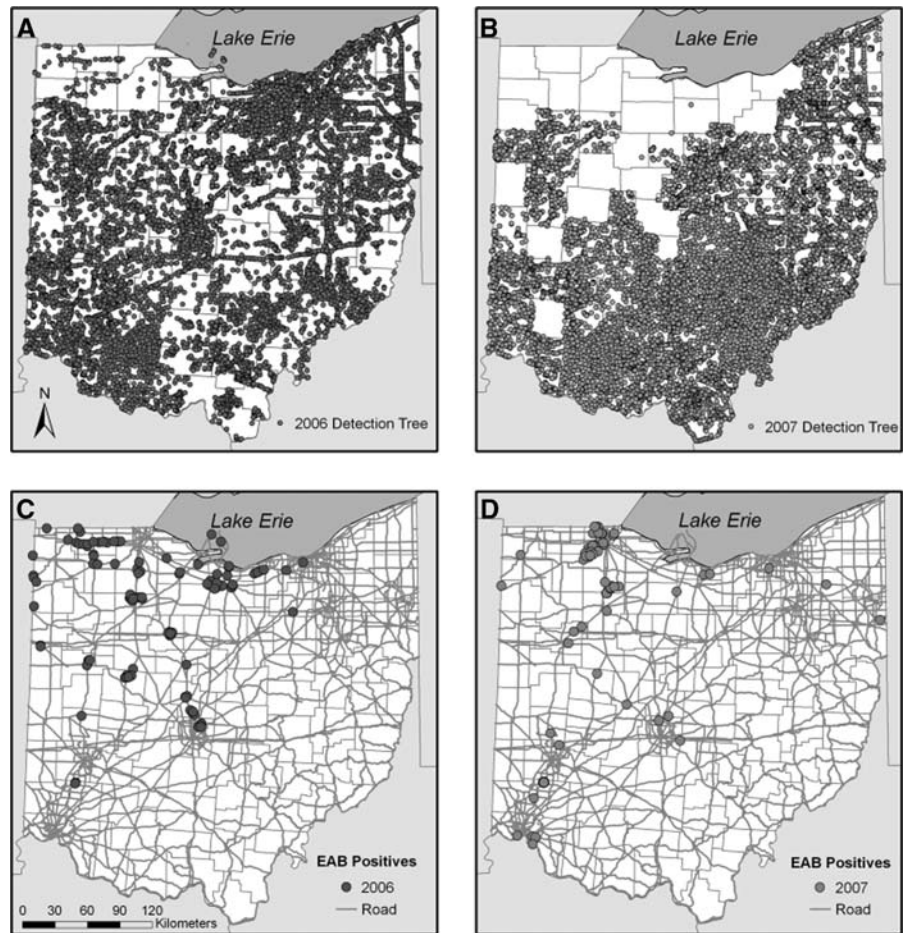 A
Lake Erie
N
2006 Detection Tree
B
Lake Erie
2007 Detection Tree
C
Lake Erie
EAB Positives
2006
Road
0 30 60 90 120
Kilometers
D
Lake Erie
EAB Positives
2007
Road